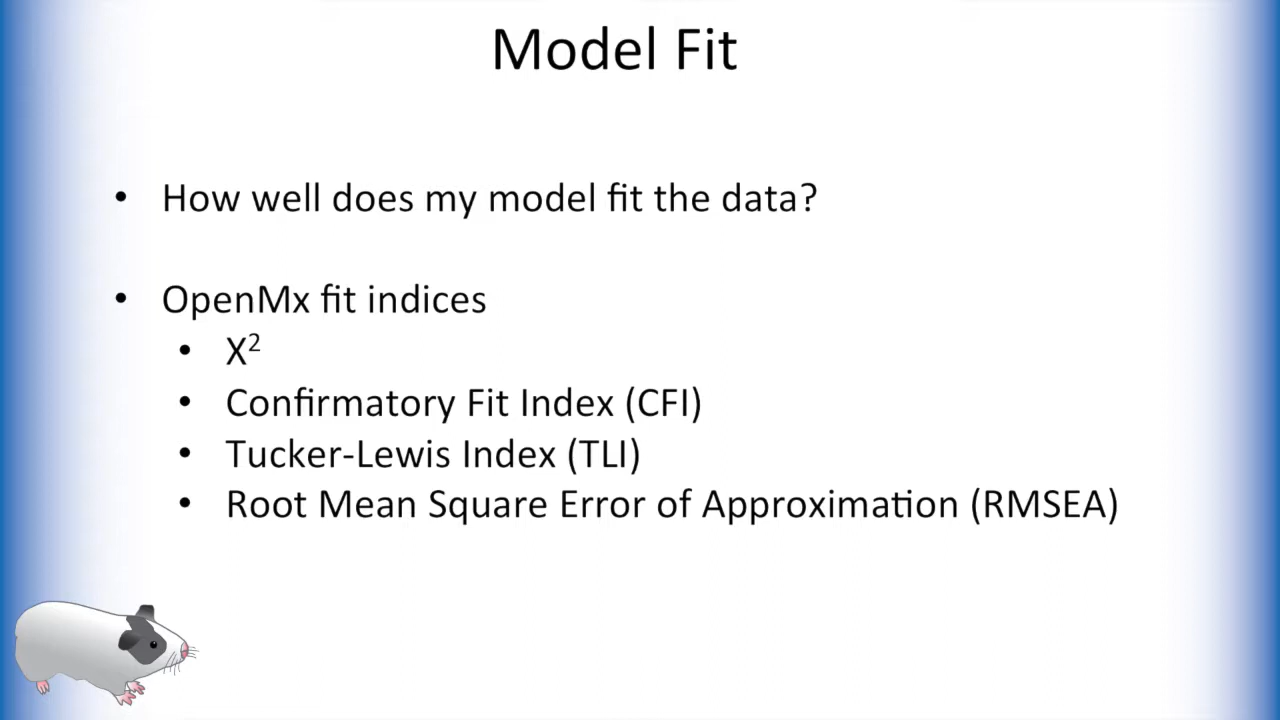 Model Fit
• How well does my model fit the data?
• OpenMx fit indices
• X²
• Confirmatory Fit Index (CFI)
• Tucker-Lewis Index (TLI)
• Root Mean Square Error of Approximation (RMSEA)